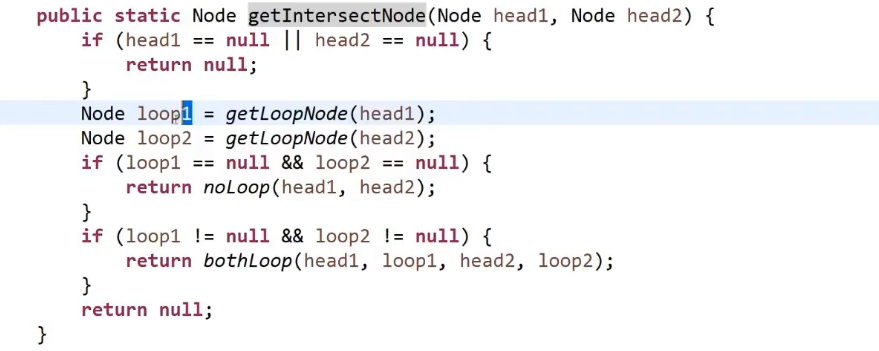 public static Node getIntersectNode(Node head1, Node head2) {
    if (head1 == null || head2 == null) {
        return null;
    }
    Node loop1 = getLoopNode(head1);
    Node loop2 = getLoopNode(head2);
    if (loop1 == null && loop2 == null) {
        return noLoop(head1, head2);
    }
    if (loop1 != null && loop2 != null) {
        return bothLoop(head1, loop1, head2, loop2);
    }
    return null;
}